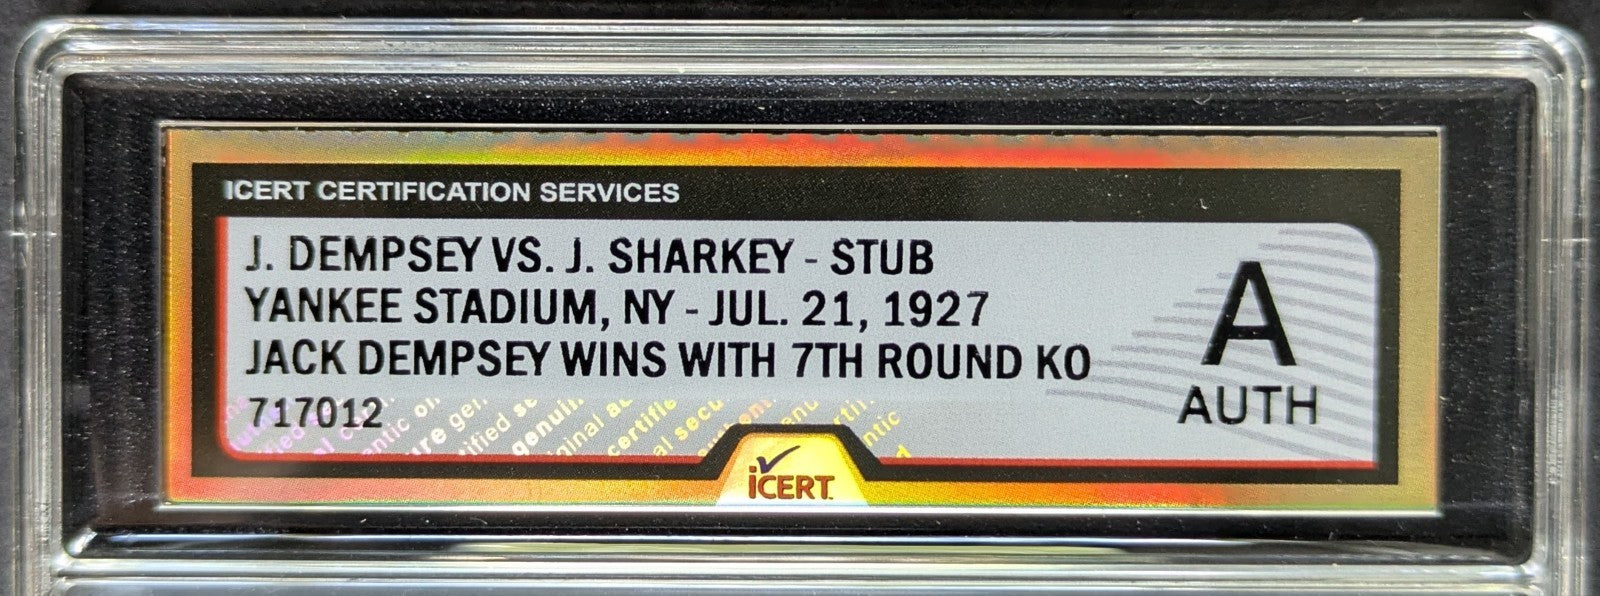 ICERT CERTIFICATION SERVICES
J. DEMPSEY VS. J. SHARKEY - STUB
YANKEE STADIUM, NY - JUL. 21, 1927
JACK DEMPSEY WINS WITH 7TH ROUND KO
717012
A
AUTH
iCERT